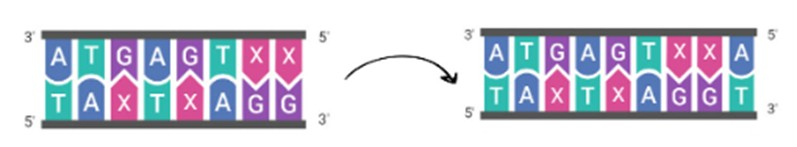 3' A T G A G T X X 5'
5' T A X T X A G G 3'
3' A T G A G T X X A 5'
5' T A X T X A G G T 3'